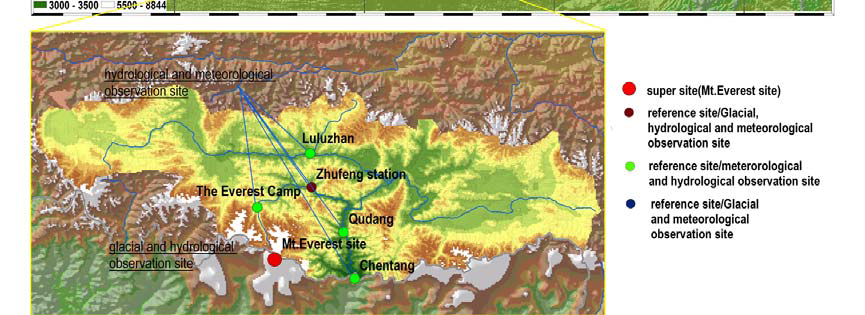 3000 - 3500 5500 - 8844
hydrological and meteorological
observation site
Luluzhan
Zhufeng station
The Everest Camp
Qudang
Mt.Everest site
glacial and hydrological
observation site
Chentang
super site(Mt.Everest site)
reference site/Glacial,
hydrological and meteorological
observation site
reference site/meterorological
and hydrological observation site
reference site/Glacial
and meteorological
observation site